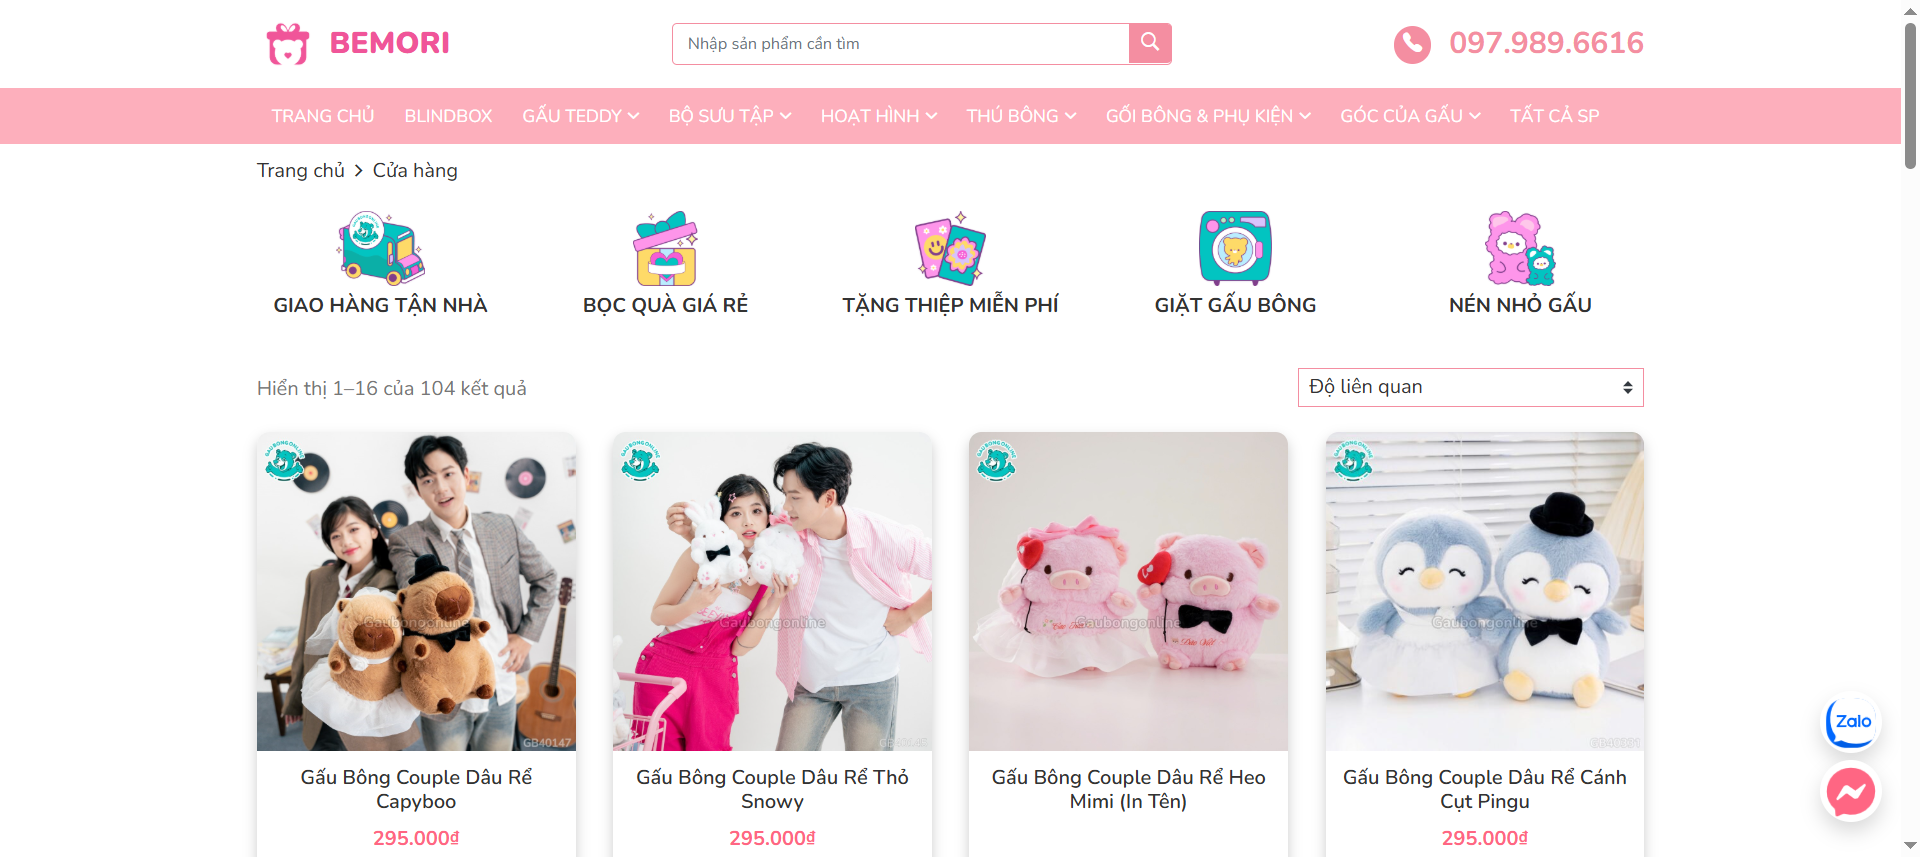 BEMORI
Nhập sản phẩm cần tìm
097.989.6616
TRANG CHỦ BLINDBOX GẤU TEDDY BỘ SƯU TẬP HOẠT HÌNH THÚ BÔNG GỐI BÔNG & PHỤ KIỆN GÓC CỦA GẤU TẤT CẢ SP
Trang chủ > Cửa hàng
GIAO HÀNG TẬN NHÀ
BỌC QUÀ GIÁ RẺ
TẶNG THIỆP MIỄN PHÍ
GIẶT GẤU BÔNG
NÉN NHỎ GẤU
Hiển thị 1–16 của 104 kết quả
Độ liên quan
GAUBONGONLINE
Gaubongonline
GB40147
Gấu Bông Couple Dâu Rể
Capyboo
295.000₫
GAUBONGONLINE
Gaubongonline
Gấu Bông Couple Dâu Rể Thỏ
Snowy
295.000₫
GAUBONGONLINE
Gaubongonline
Gấu Bông Couple Dâu Rể Heo
Mimi (In Tên)
GAUBONGONLINE
Gaubongonline
Gấu Bông Couple Dâu Rể Cánh
Cụt Pingu
295.000₫
Zalo